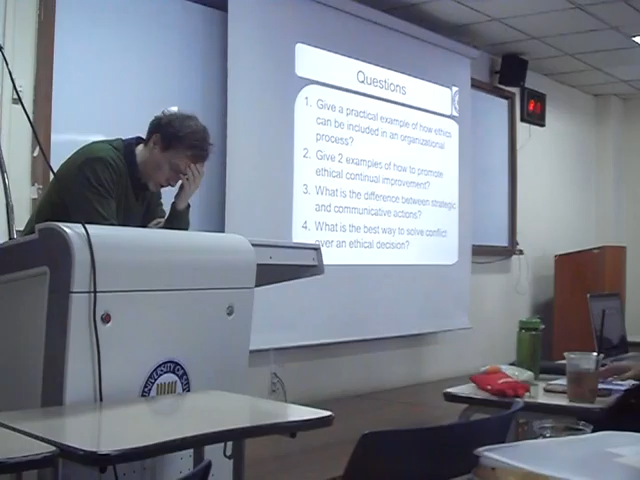 Questions
1. Give a practical example of how ethics
can be included in an organizational
process?
2. Give 2 examples of how to promote
ethical continual improvement?
3. What is the difference between strategic
and communicative actions?
4. What is the best way to solve conflict
over an ethical decision?
UNIVERSITY OF